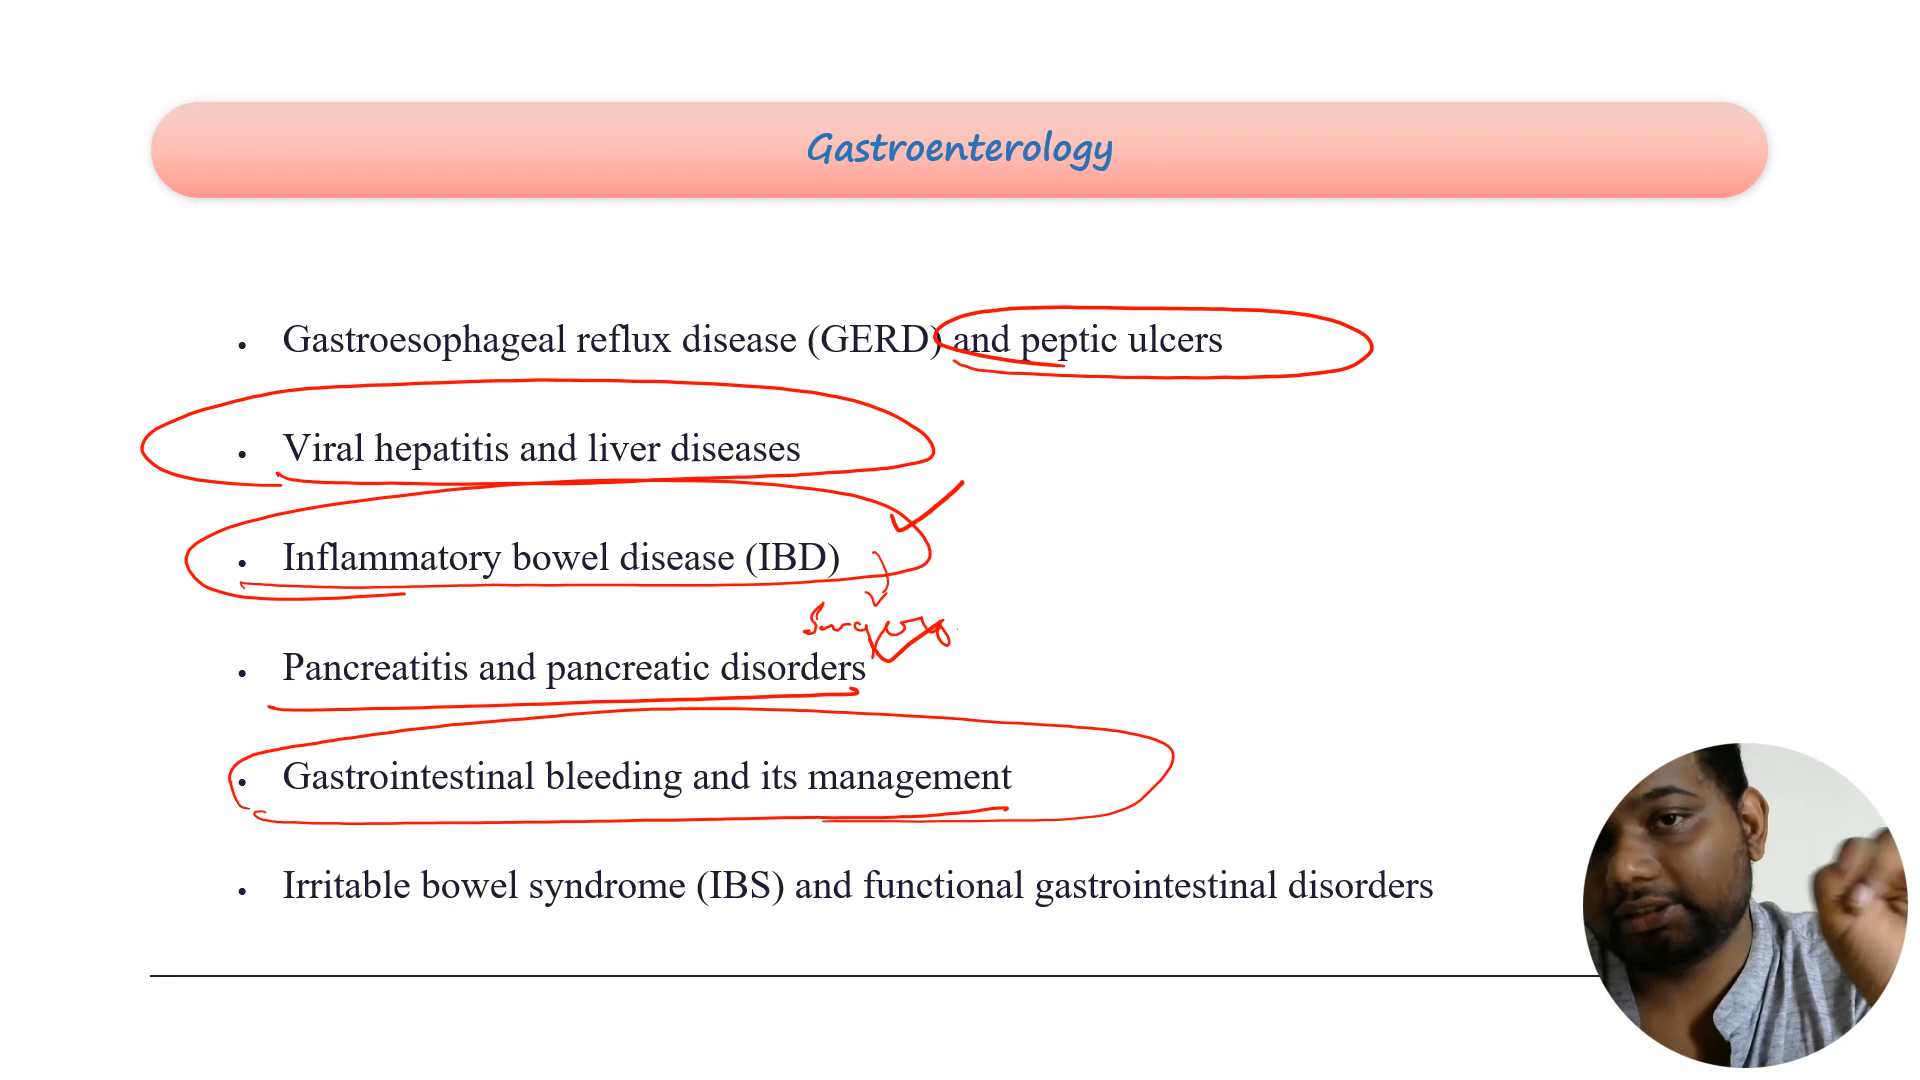 Gastroenterology
• Gastroesophageal reflux disease (GERD) and peptic ulcers
• Viral hepatitis and liver diseases
• Inflammatory bowel disease (IBD)
Surgery
• Pancreatitis and pancreatic disorders
• Gastrointestinal bleeding and its management
• Irritable bowel syndrome (IBS) and functional gastrointestinal disorders